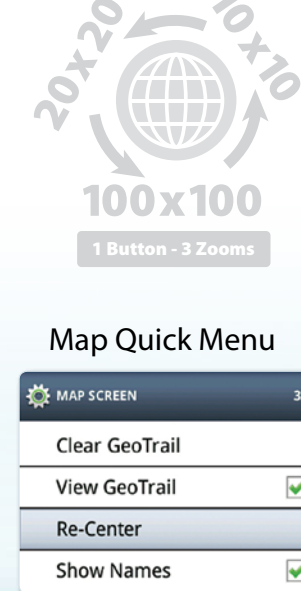 20x20
10x10
100x100
1 Button - 3 Zooms
Map Quick Menu
MAP SCREEN 3
Clear GeoTrail
View GeoTrail
Re-Center
Show Names